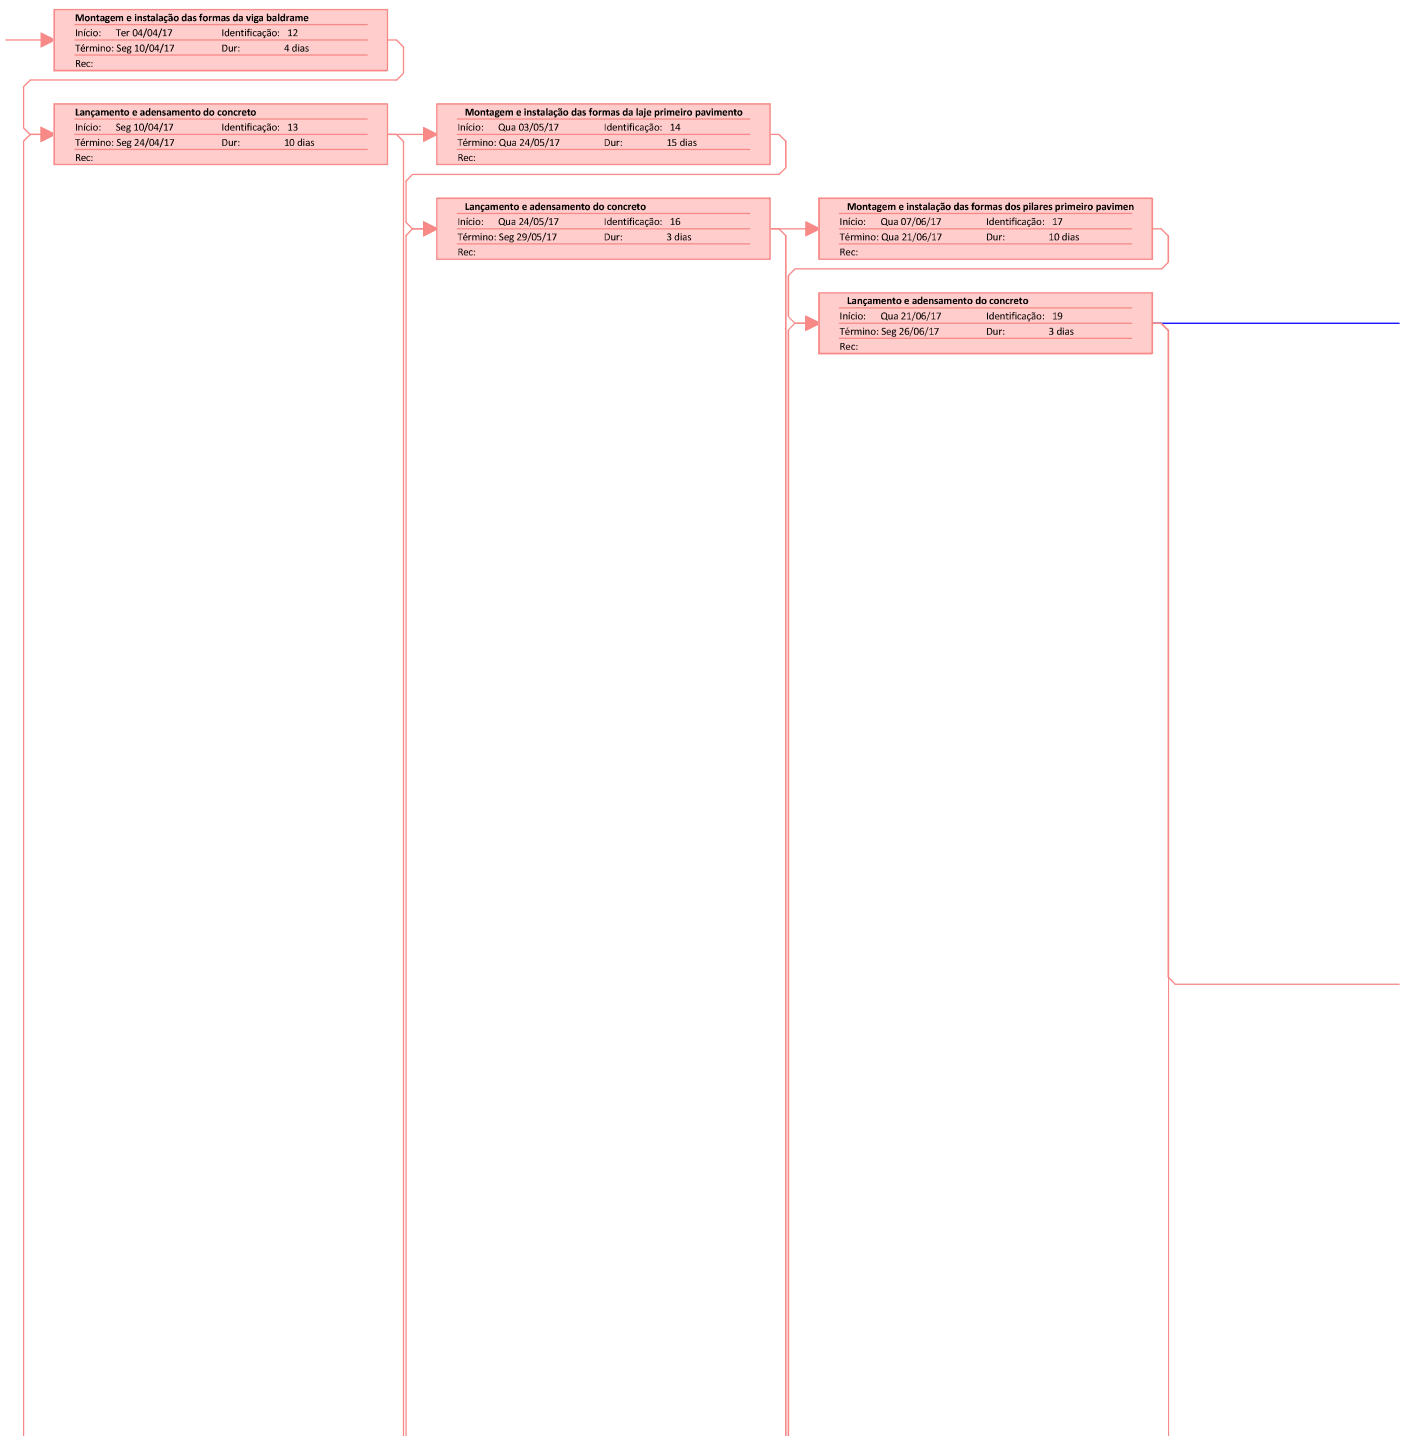 Montagem e instalação das formas da viga baldrame
Início: Ter 04/04/17 Identificação: 12
Término: Seg 10/04/17 Dur: 4 dias
Rec:
Lançamento e adensamento do concreto
Início: Seg 10/04/17 Identificação: 13
Término: Seg 24/04/17 Dur: 10 dias
Rec:
Montagem e instalação das formas da laje primeiro pavimento
Início: Qua 03/05/17 Identificação: 14
Término: Qua 24/05/17 Dur: 15 dias
Rec:
Lançamento e adensamento do concreto
Início: Qua 24/05/17 Identificação: 16
Término: Seg 29/05/17 Dur: 3 dias
Rec:
Montagem e instalação das formas dos pilares primeiro pavimen
Início: Qua 07/06/17 Identificação: 17
Término: Qua 21/06/17 Dur: 10 dias
Rec:
Lançamento e adensamento do concreto
Início: Qua 21/06/17 Identificação: 19
Término: Seg 26/06/17 Dur: 3 dias
Rec: